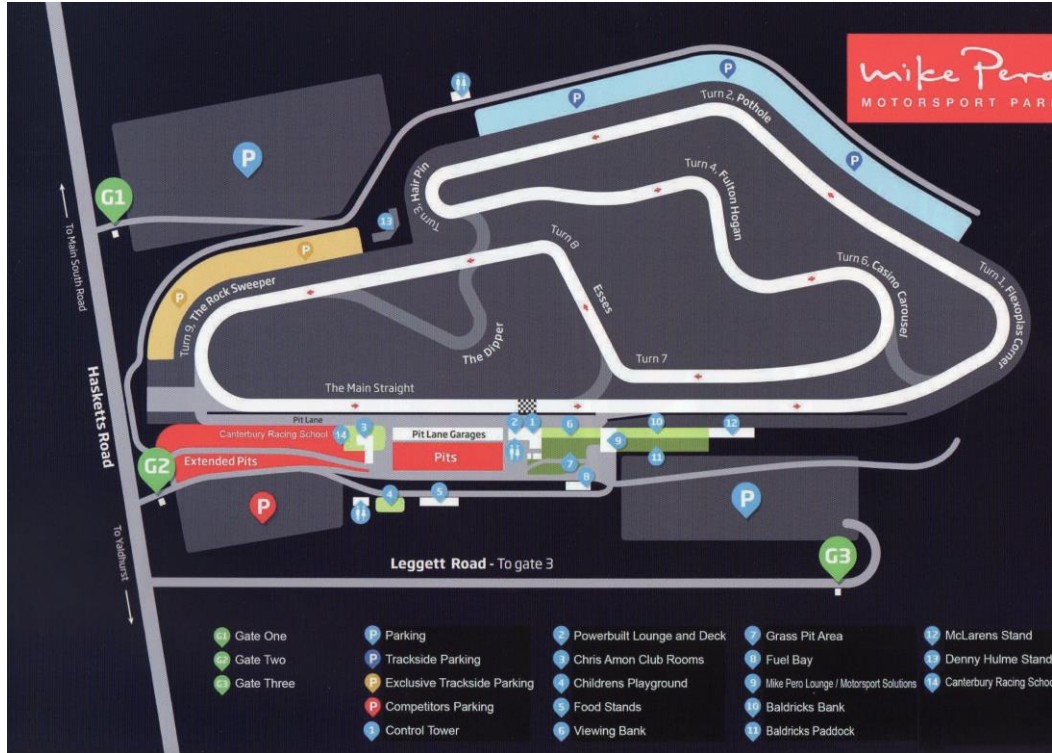 mike Pero
MOTORSPORT PARK
P
P
P
P
P
P
P
P
P
G1
G2
G3
Turn 2, Pothole
Turn 3, Hair Pin
Turn 4, Fulton Hogan
Turn 8
Turn 6, Casino Carousel
Turn 1, Flexoplas Corner
Esses
The Dipper
Turn 7
Turn 9, The Rock Sweeper
The Main Straight
Pit Lane
Canterbury Racing School
Extended Pits
Pit Lane Garages
Pits
13
14
3
2
1
6
10
12
9
11
7
8
4
5
To Main South Road
Hasketts Road
To Yaldhurst
Leggett Road - To gate 3
G1 Gate One
G2 Gate Two
G3 Gate Three
P Parking
P Trackside Parking
P Exclusive Trackside Parking
P Competitors Parking
1 Control Tower
2 Powerbuilt Lounge and Deck
3 Chris Amon Club Rooms
4 Childrens Playground
5 Food Stands
6 Viewing Bank
7 Grass Pit Area
8 Fuel Bay
9 Mike Pero Lounge / Motorsport Solutions
10 Baldricks Bank
11 Baldricks Paddock
12 McLarens Stand
13 Denny Hulme Stand
14 Canterbury Racing School